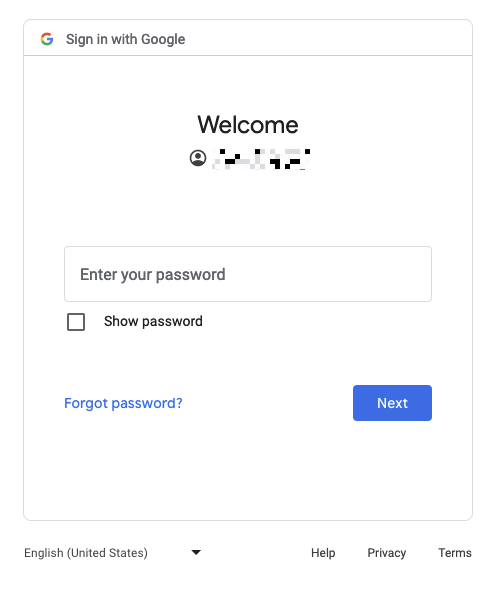 Sign in with Google
Welcome
Enter your password
Show password
Forgot password?
Next
English (United States)
Help
Privacy
Terms